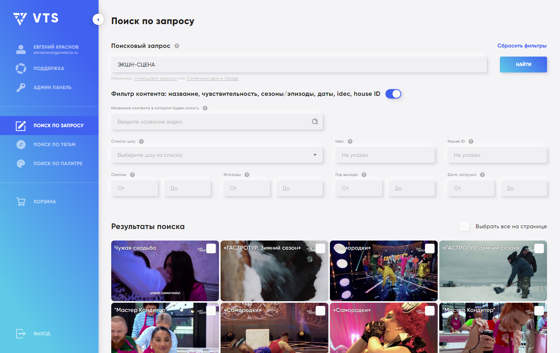 VTS
ЕВГЕНИЙ КРАСНОВ
ПОДДЕРЖКА
АДМИН ПАНЕЛЬ
ПОИСК ПО ЗАПРОСУ
ПОИСК ПО ТЕГАМ
ПОИСК ПО ПАЛИТРЕ
КОРЗИНА
ВЫХОД
Поиск по запросу
Поисковый запрос
Сбросить фильтры
ЭКШН-СЦЕНА
НАЙТИ
Фильтр контента: название, чувствительность, сезоны/эпизоды, даты, idec, house ID
Название контента в котором будем искать
Введите название видео
Список шоу
Idec
House ID
Выберите шоу из списка
Не указан
Не указан
Сезоны
Эпизоды
Год выхода
Дата загрузки
От
До
От
До
От
До
От
До
Результаты поиска
Выбрать все на странице
Чужая свадьба
«ГАСТРОТУР. Зимний сезон»
«Самородки»
«ГАСТРОТУР. Зимний сезон»
"Мастер Кондитер"
«Самородки»
«Самородки»
"Мастер Кондитер"